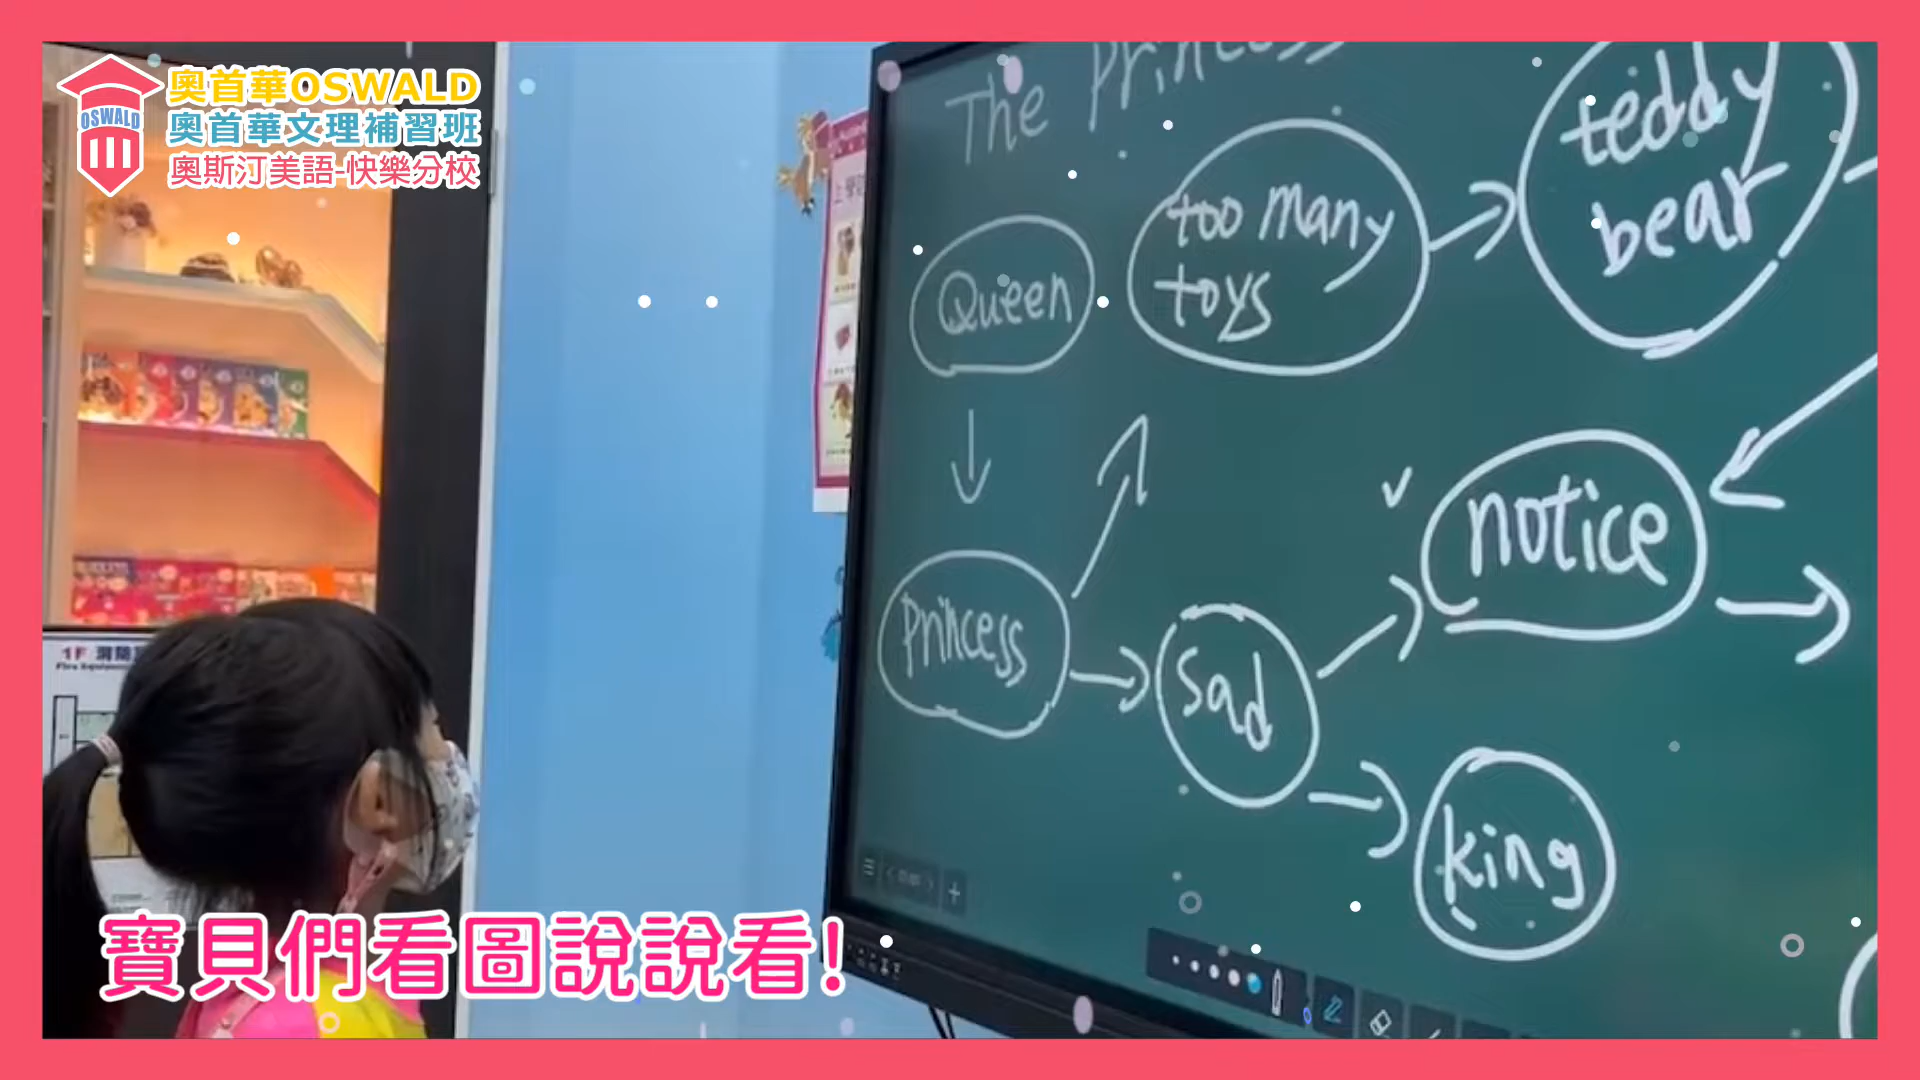 奧首華OSWALD
奧首華文理補習班
奧斯汀美語-快樂分校
OSWALD
The Princess
teddy
bear
too many
toys
Queen
notice
Princess
sad
king
1F
寶貝們看圖說說看!